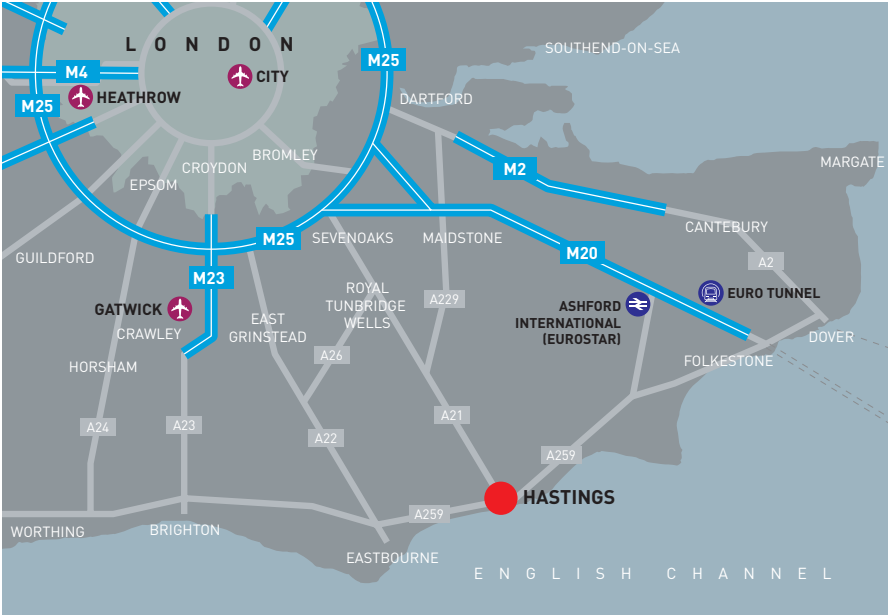 LONDON
SOUTHEND-ON-SEA
M25
M4
CITY
HEATHROW
M25
DARTFORD
BROMLEY
CROYDON
EPSOM
M2
MARGATE
CANTEBURY
GUILDFORD
M25
SEVENOAKS
MAIDSTONE
M20
A2
M23
GATWICK
CRAWLEY
ROYAL
TUNBRIDGE
WELLS
A229
EURO TUNNEL
ASHFORD
INTERNATIONAL
(EUROSTAR)
EAST
GRINSTEAD
DOVER
A26
FOLKESTONE
HORSHAM
A24
A23
A21
A22
A259
HASTINGS
A259
WORTHING
BRIGHTON
EASTBOURNE
ENGLISH CHANNEL